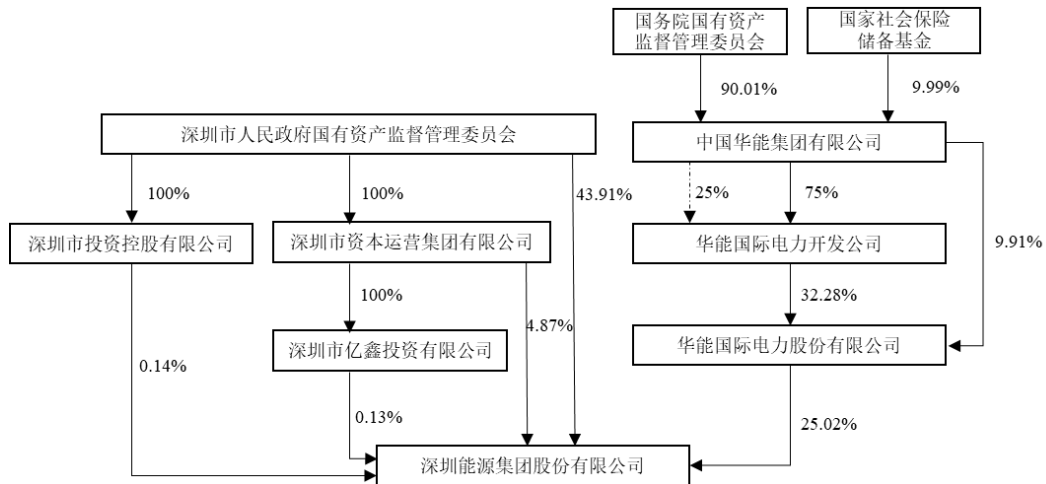 国务院国有资产
监督管理委员会
国家社会保险
储备基金
90.01%
9.99%
深圳市人民政府国有资产监督管理委员会
中国华能集团有限公司
100%
100%
43.91%
25%
75%
深圳市投资控股有限公司
深圳市资本运营集团有限公司
华能国际电力开发公司
9.91%
100%
32.28%
4.87%
深圳市亿鑫投资有限公司
华能国际电力股份有限公司
0.14%
0.13%
25.02%
深圳能源集团股份有限公司